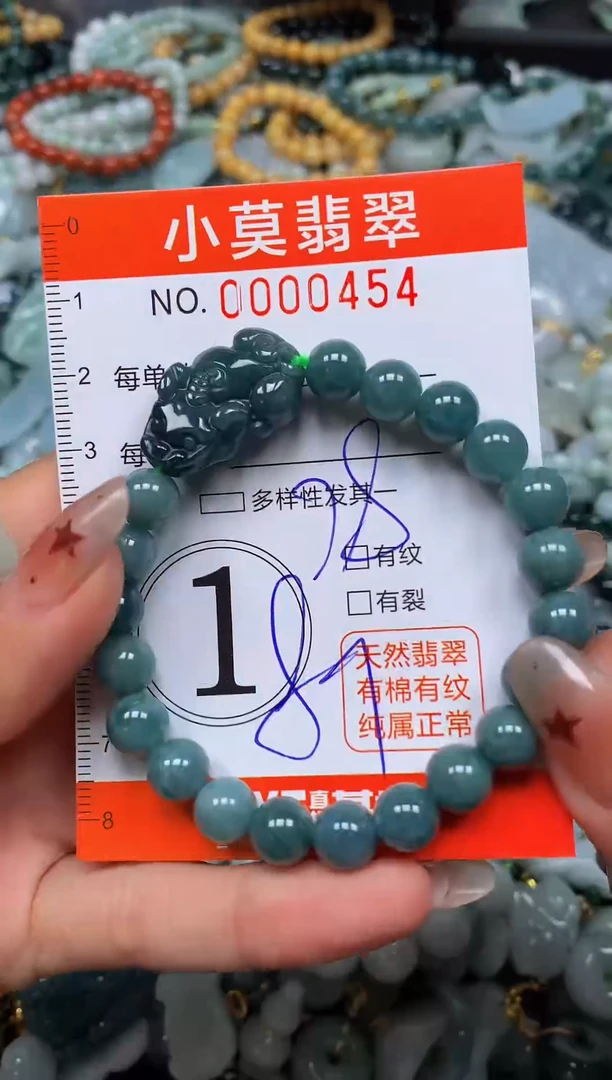 小莫翡翠
NO. 0000454
0
1
2
3
7
8
每单
每
多样性发其一
有纹
有裂
1
天然翡翠
有棉有纹
纯属正常